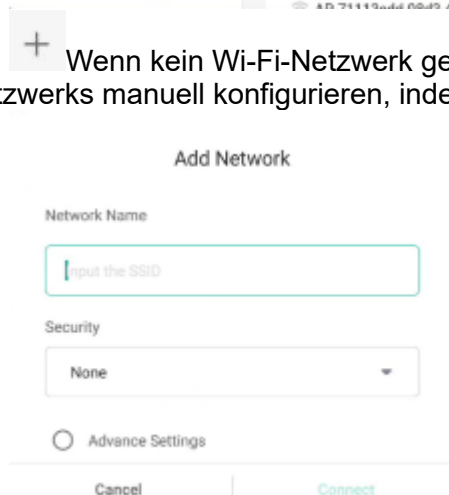 + Wenn kein Wi-Fi-Netzwerk ge
tzwerks manuell konfigurieren, inde
Add Network
Network Name
Input the SSID
Security
None
Advance Settings
Cancel Connect